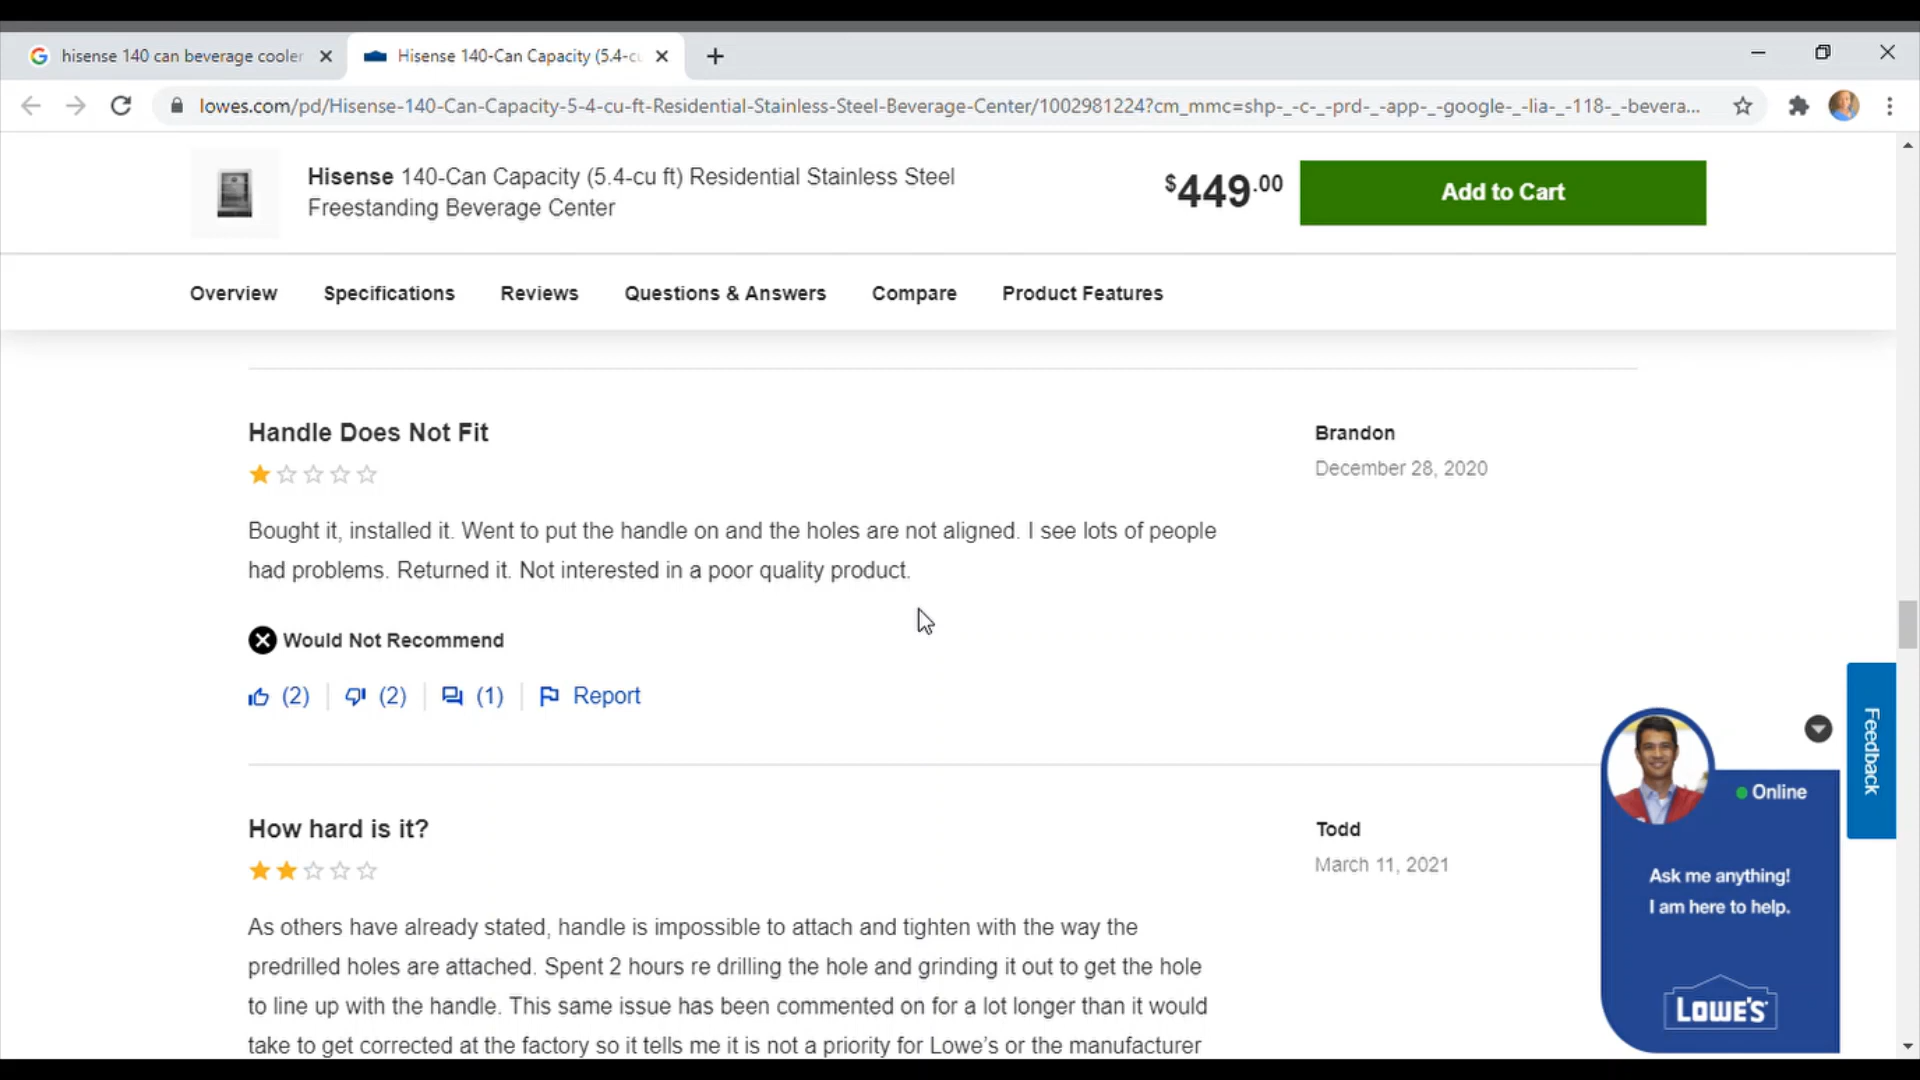 hisense 140 can beverage cooler
Hisense 140-Can Capacity (5.4-cu
lowes.com/pd/Hisense-140-Can-Capacity-5-4-cu-ft-Residential-Stainless-Steel-Beverage-Center/1002981224?cm_mmc=shp-_-c-_-prd-_-app-_-google-_-lia-_-118-_-bevera...
Hisense 140-Can Capacity (5.4-cu ft) Residential Stainless Steel
Freestanding Beverage Center
$449.00
Add to Cart
Overview Specifications Reviews Questions & Answers Compare Product Features
Handle Does Not Fit
Brandon
December 28, 2020
Bought it, installed it. Went to put the handle on and the holes are not aligned. I see lots of people
had problems. Returned it. Not interested in a poor quality product.
Would Not Recommend
(2) (2) (1) Report
Feedback
How hard is it?
Todd
March 11, 2021
As others have already stated, handle is impossible to attach and tighten with the way the
predrilled holes are attached. Spent 2 hours re drilling the hole and grinding it out to get the hole
to line up with the handle. This same issue has been commented on for a lot longer than it would
take to get corrected at the factory so it tells me it is not a priority for Lowe's or the manufacturer
Online
Ask me anything!
I am here to help.
LOWE'S